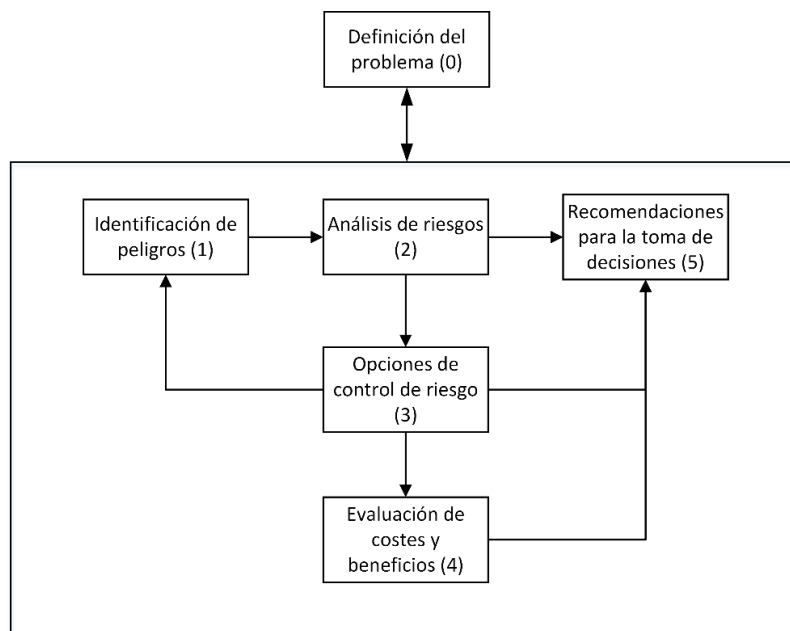 Definición del
problema (0)
Identificación de
peligros (1)
Análisis de riesgos
(2)
Recomendaciones
para la toma de
decisiones (5)
Opciones de
control de riesgo
(3)
Evaluación de
costes y
beneficios (4)